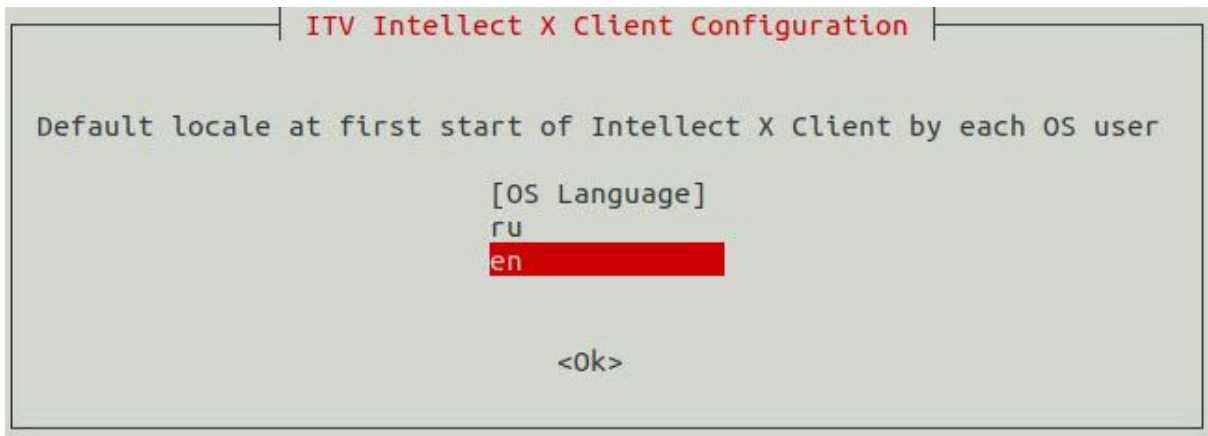 ITV Intellect X Client Configuration
Default locale at first start of Intellect X Client by each OS user
[OS Language]
ru
en
<Ok>